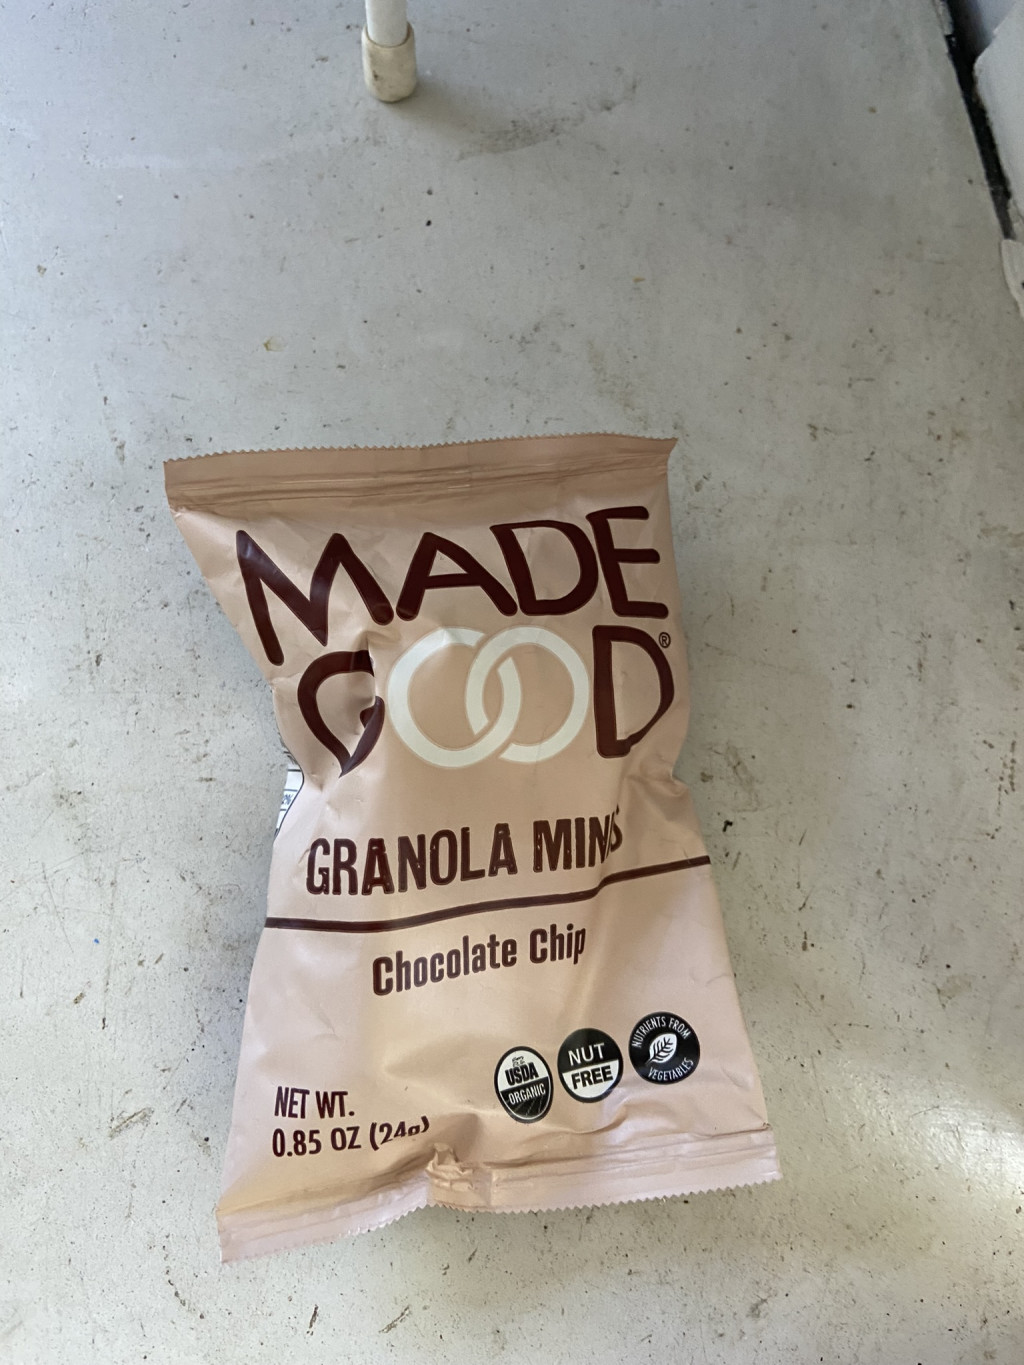 MADE
GOOD®
GRANOLA MINIS
Chocolate Chip
NET WT.
0.85 OZ (24g)
USDA
ORGANIC
NUT
FREE
NUTRIENTS FROM
VEGETABLES